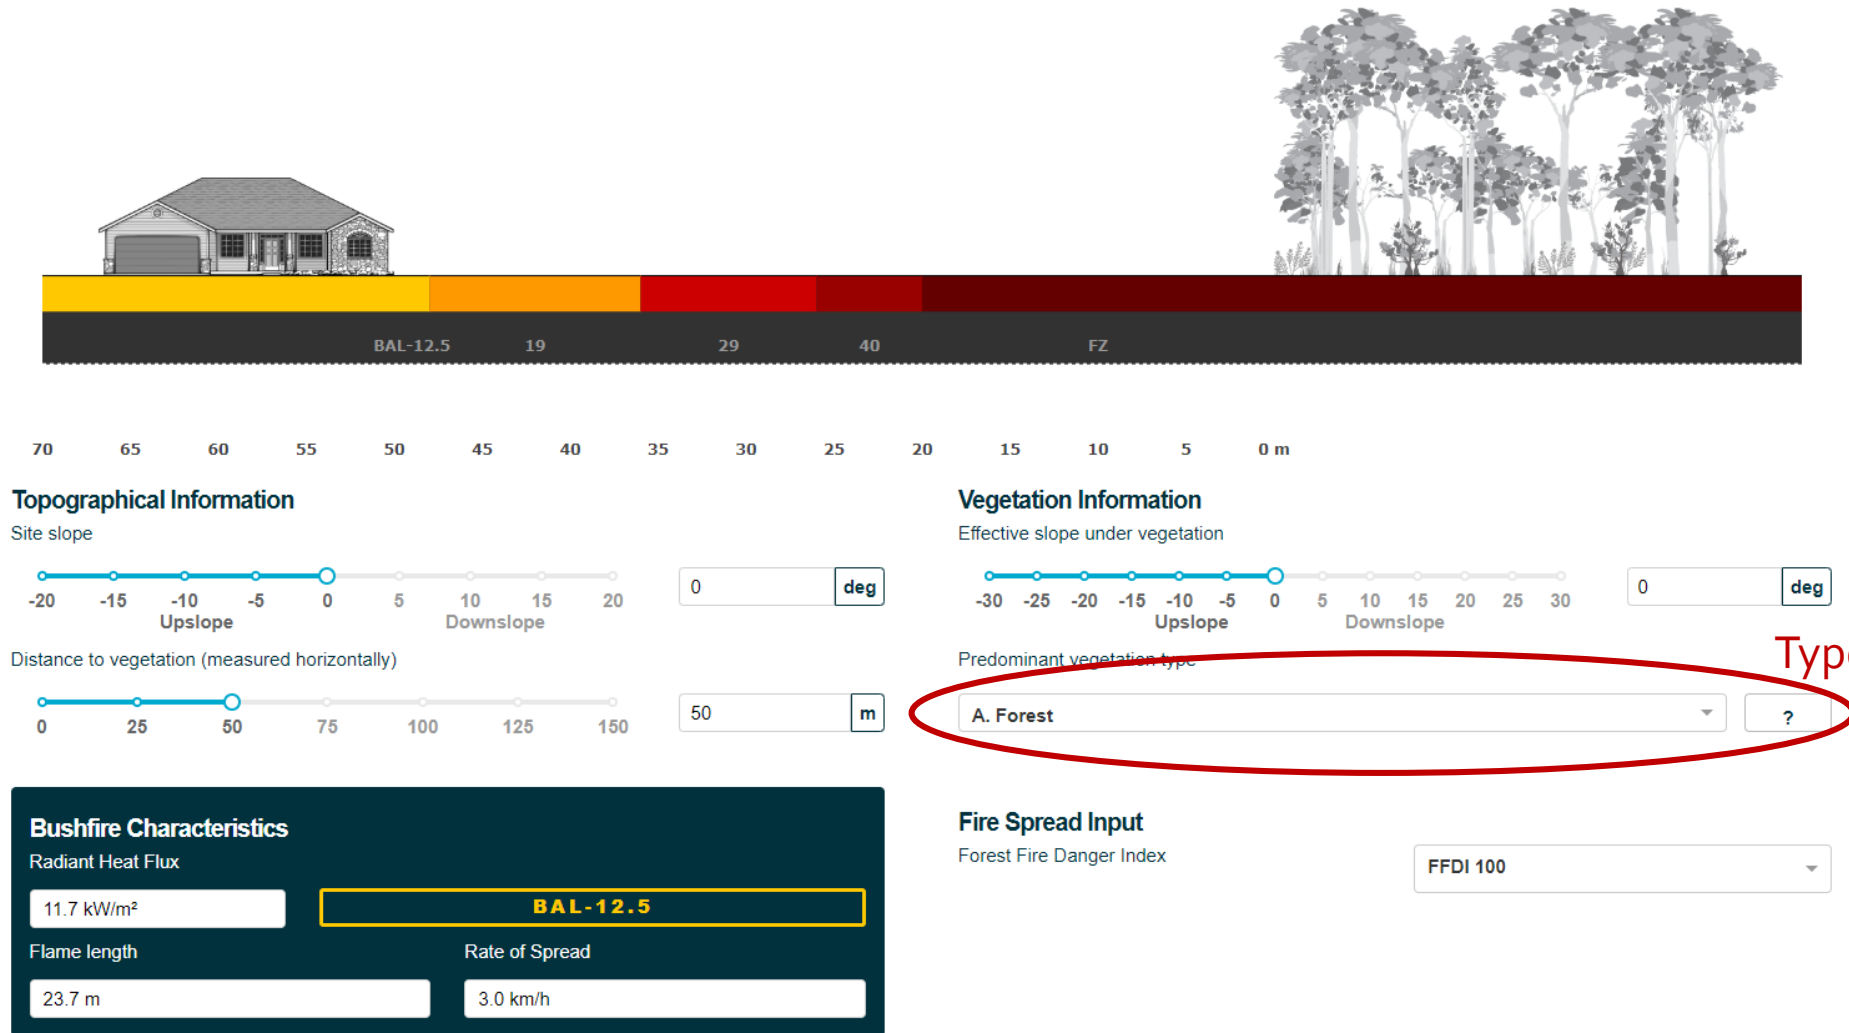 BAL-12.5 19 29 40 FZ
70 65 60 55 50 45 40 35 30 25 20 15 10 5 0 m
Topographical Information
Site slope
-20 -15 -10 -5 0 5 10 15 20
Upslope Downslope
0 deg
Distance to vegetation (measured horizontally)
0 25 50 75 100 125 150
50 m
Vegetation Information
Effective slope under vegetation
-30 -25 -20 -15 -10 -5 0 5 10 15 20 25 30
Upslope Downslope
0 deg
Predominant vegetation type
Type
A. Forest ?
Bushfire Characteristics
Radiant Heat Flux
11.7 kW/m² BAL-12.5
Flame length Rate of Spread
23.7 m 3.0 km/h
Fire Spread Input
Forest Fire Danger Index FFDI 100